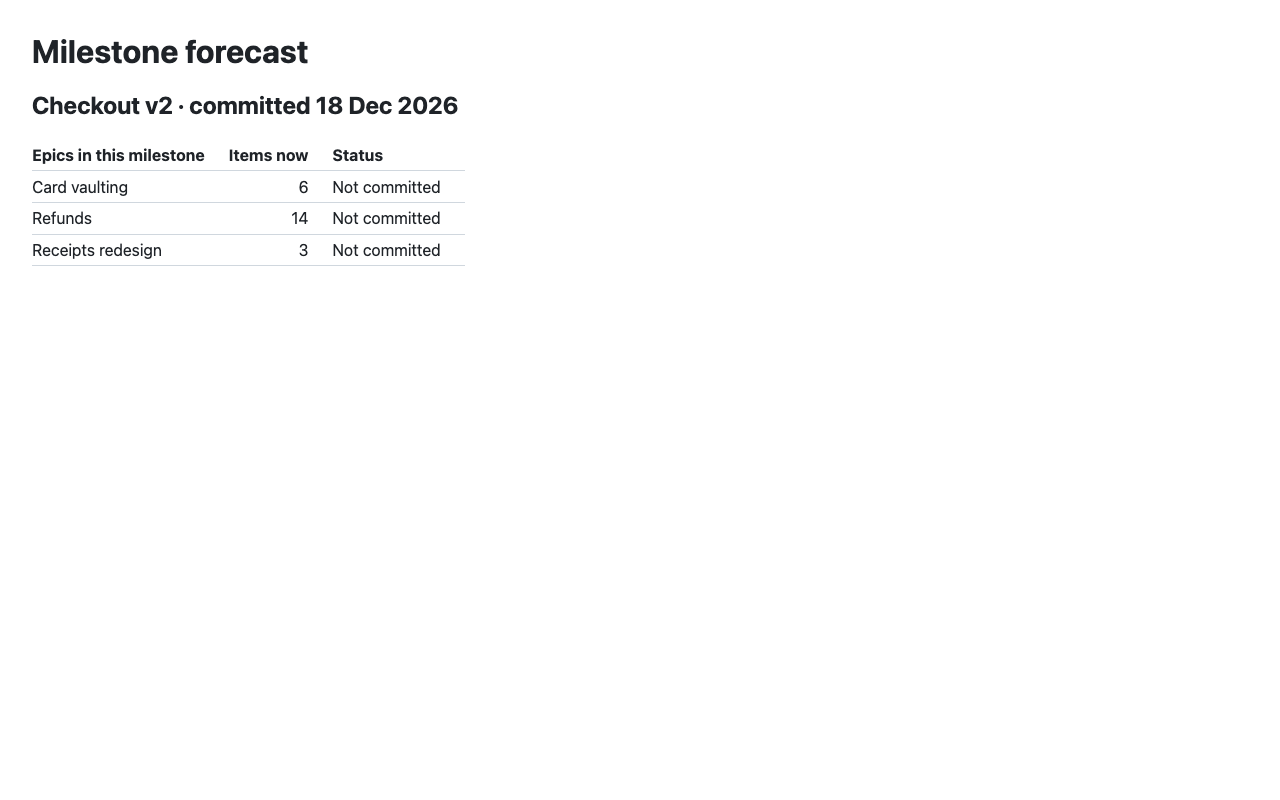 Milestone forecast
Checkout v2 · committed 18 Dec 2026
Epics in this milestone Items now Status
Card vaulting 6 Not committed
Refunds 14 Not committed
Receipts redesign 3 Not committed